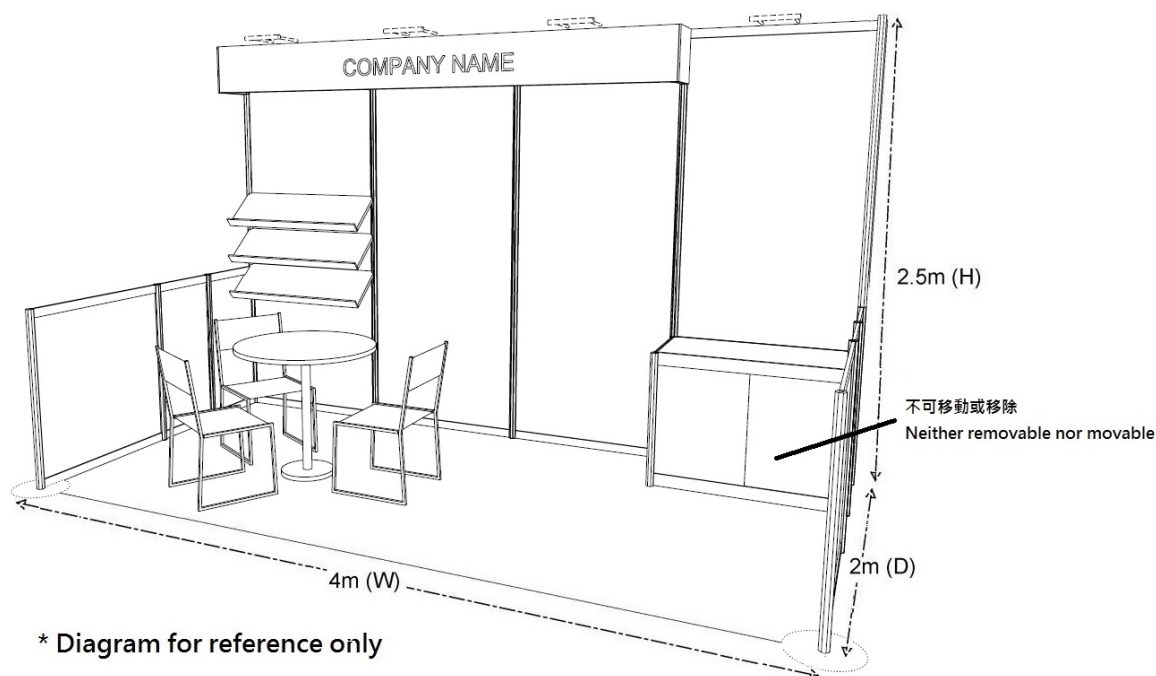 COMPANY NAME
2.5m (H)
不可移動或移除
Neither removable nor movable
2m (D)
4m (W)
* Diagram for reference only